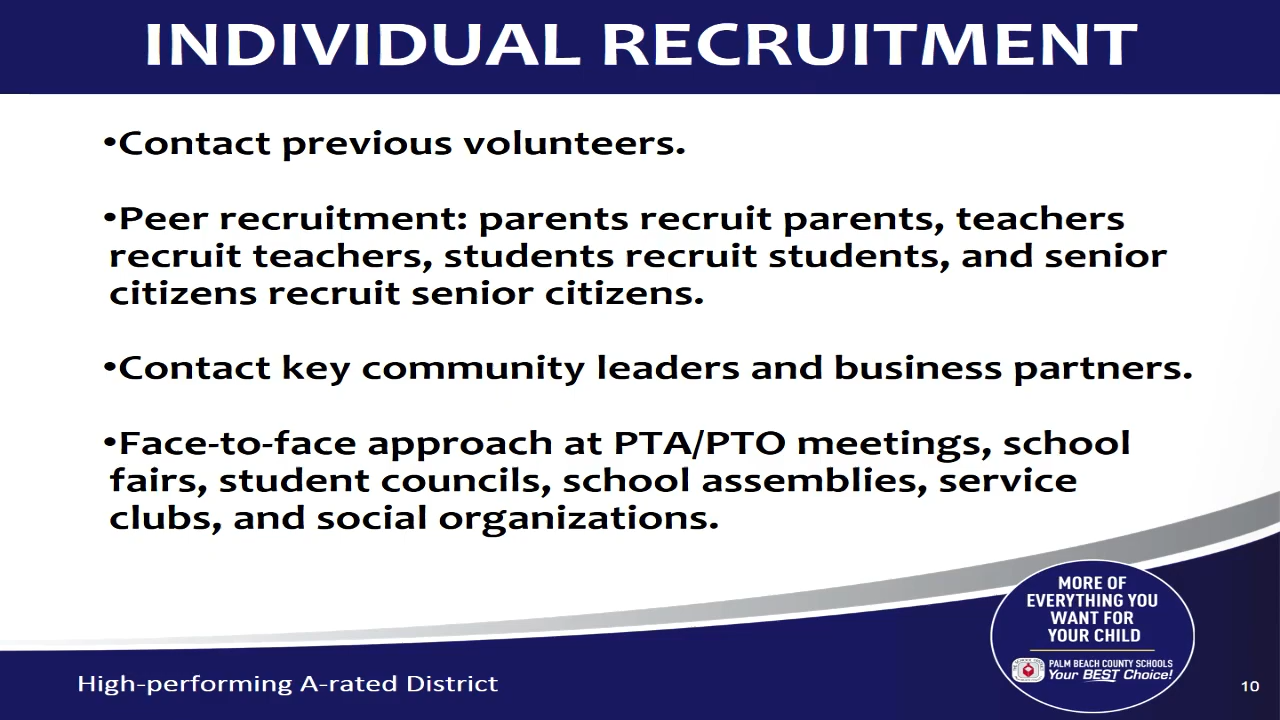 INDIVIDUAL RECRUITMENT
•Contact previous volunteers.
•Peer recruitment: parents recruit parents, teachers
recruit teachers, students recruit students, and senior
citizens recruit senior citizens.
•Contact key community leaders and business partners.
•Face-to-face approach at PTA/PTO meetings, school
fairs, student councils, school assemblies, service
clubs, and social organizations.
MORE OF
EVERYTHING YOU
WANT FOR
YOUR CHILD
PALM BEACH COUNTY SCHOOLS
Your BEST Choice!
High-performing A-rated District
10